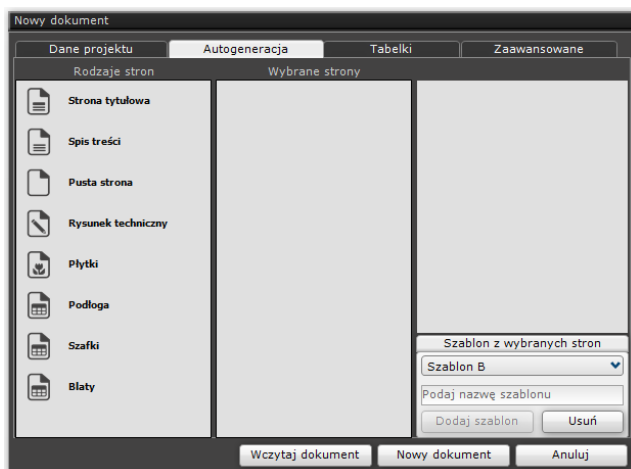 Nowy dokument
Dane projektu
Autogeneracja
Tabelki
Zaawansowane
Rodzaje stron
Wybrane strony
Strona tytułowa
Spis treści
Pusta strona
Rysunek techniczny
Płytki
Podłoga
Szafki
Blaty
Szablon z wybranych stron
Szablon B
Podaj nazwę szablonu
Dodaj szablon
Usuń
Wczytaj dokument
Nowy dokument
Anuluj